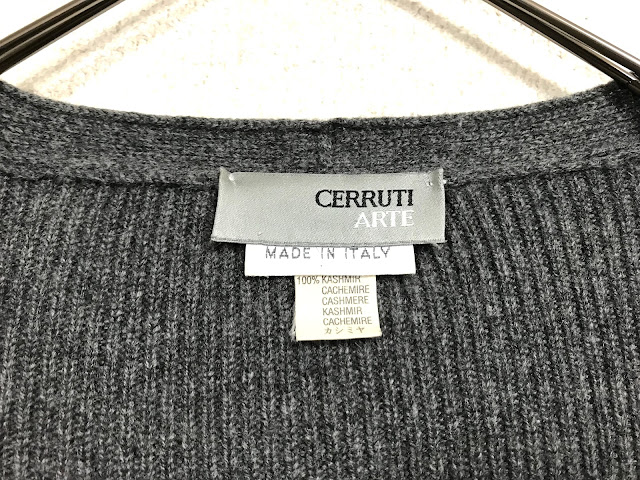 CERRUTI
ARTE
MADE IN ITALY
100% KASHMIR
CACHEMIRE
CASHMERE
KASHMIR
CACHEMIRE
カシミヤ